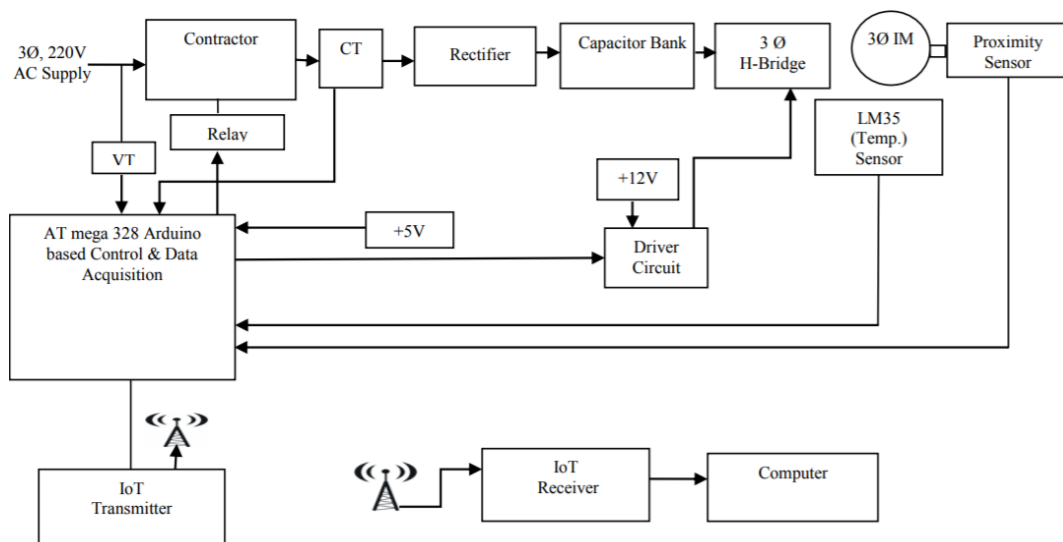 3Ø, 220V
AC Supply
Contractor
CT
Rectifier
Capacitor Bank
3 Ø
H-Bridge
3Ø IM
Proximity
Sensor
Relay
VT
LM35
(Temp.)
Sensor
+12V
+5V
AT mega 328 Arduino
based Control & Data
Acquisition
Driver
Circuit
IoT
Transmitter
IoT
Receiver
Computer